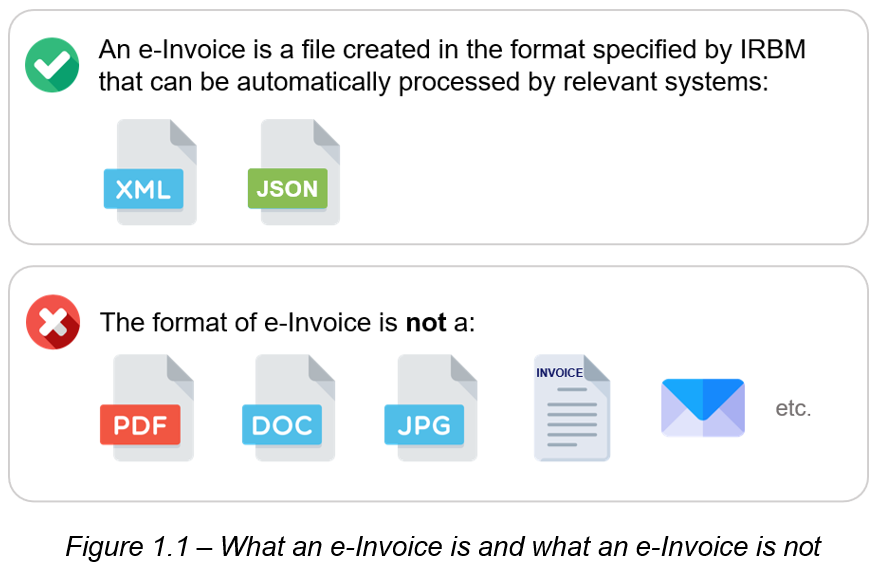 An e-Invoice is a file created in the format specified by IRBM
that can be automatically processed by relevant systems:
XML
JSON
The format of e-Invoice is not a:
PDF
DOC
JPG
INVOICE
etc.
Figure 1.1 – What an e-Invoice is and what an e-Invoice is not